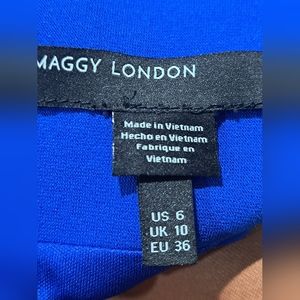 MAGGY LONDON
Made in Vietnam
Hecho en Vietnam
Fabrique en
Vietnam
US 6
UK 10
EU 36